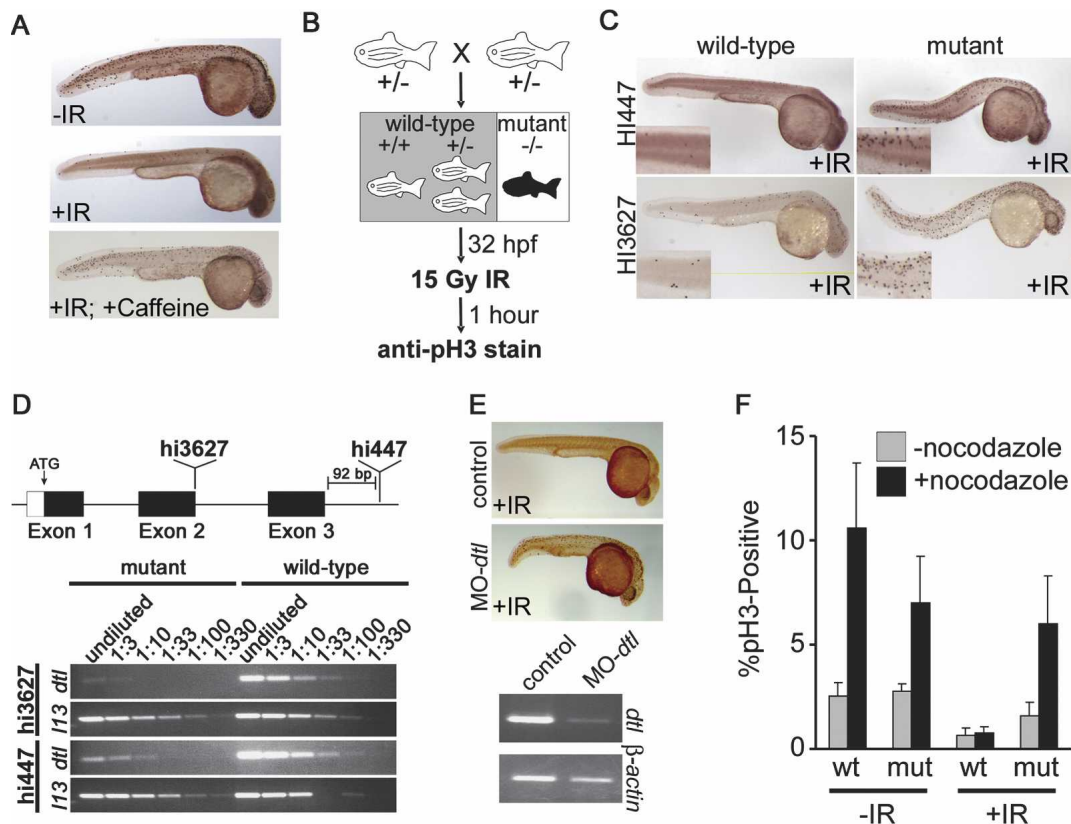 A
-IR
+IR
+IR; +Caffeine
B
X
+/-
+/-
wild-type
mutant
+/+
+/-
-/-
32 hpf
15 Gy IR
1 hour
anti-pH3 stain
C
wild-type
mutant
HI447
+IR
+IR
HI3627
+IR
+IR
D
hi3627
hi447
ATG
92 bp
Exon 1
Exon 2
Exon 3
mutant
wild-type
undiluted
1:3
1:10
1:33
1:100
1:330
undiluted
1:3
1:10
1:33
1:100
1:330
hi3627
dtl
l13
hi447
dtl
l13
E
control
+IR
MO-dtl
+IR
control
MO-dtl
dtl
β-actin
F
%pH3-Positive
15
10
5
0
-nocodazole
+nocodazole
wt
mut
wt
mut
-IR
+IR